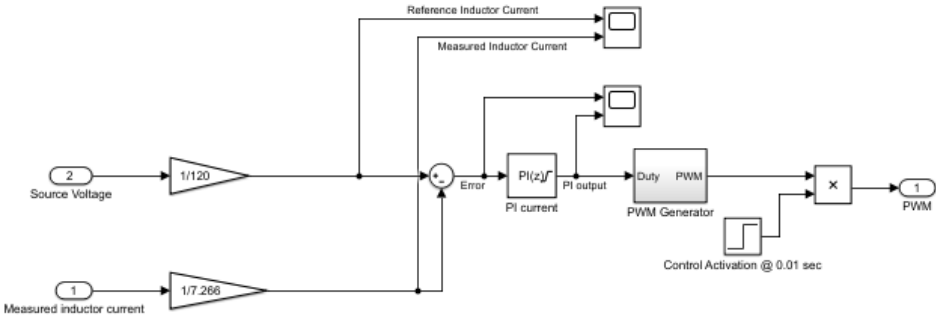 Reference Inductor Current
Measured Inductor Current
2
Source Voltage
1/120
+
-
Error
PI(z)
PI current
PI output
Duty
PWM
PWM Generator
×
1
PWM
Control Activation @ 0.01 sec
1
Measured inductor current
1/7.266